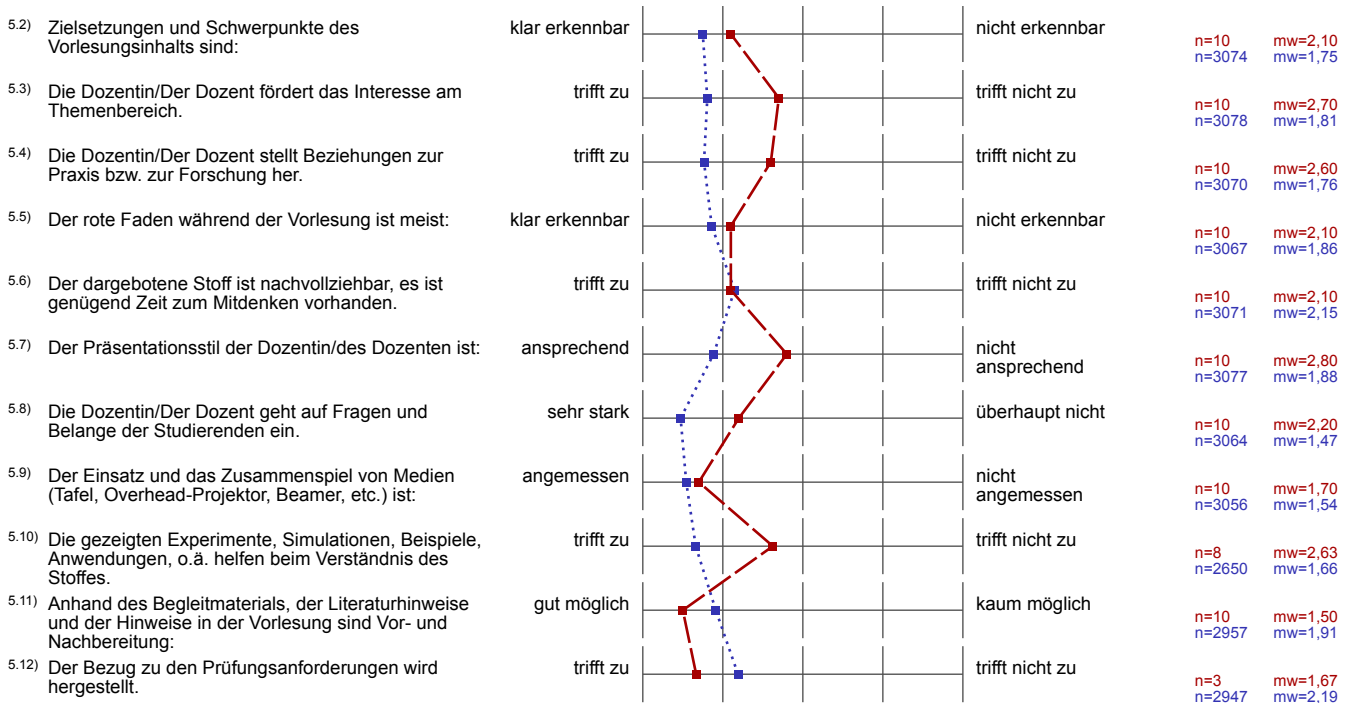 5.2) Zielsetzungen und Schwerpunkte des
Vorlesungsinhalts sind:
klar erkennbar
nicht erkennbar
n=10 mw=2,10
n=3074 mw=1,75
5.3) Die Dozentin/Der Dozent fördert das Interesse am
Themenbereich.
trifft zu
trifft nicht zu
n=10 mw=2,70
n=3078 mw=1,81
5.4) Die Dozentin/Der Dozent stellt Beziehungen zur
Praxis bzw. zur Forschung her.
trifft zu
trifft nicht zu
n=10 mw=2,60
n=3070 mw=1,76
5.5) Der rote Faden während der Vorlesung ist meist:
klar erkennbar
nicht erkennbar
n=10 mw=2,10
n=3067 mw=1,86
5.6) Der dargebotene Stoff ist nachvollziehbar, es ist
genügend Zeit zum Mitdenken vorhanden.
trifft zu
trifft nicht zu
n=10 mw=2,10
n=3071 mw=2,15
5.7) Der Präsentationsstil der Dozentin/des Dozenten ist:
ansprechend
nicht
ansprechend
n=10 mw=2,80
n=3077 mw=1,88
5.8) Die Dozentin/Der Dozent geht auf Fragen und
Belange der Studierenden ein.
sehr stark
überhaupt nicht
n=10 mw=2,20
n=3064 mw=1,47
5.9) Der Einsatz und das Zusammenspiel von Medien
(Tafel, Overhead-Projektor, Beamer, etc.) ist:
angemessen
nicht
angemessen
n=10 mw=1,70
n=3056 mw=1,54
5.10) Die gezeigten Experimente, Simulationen, Beispiele,
Anwendungen, o.ä. helfen beim Verständnis des
Stoffes.
trifft zu
trifft nicht zu
n=8 mw=2,63
n=2650 mw=1,66
5.11) Anhand des Begleitmaterials, der Literaturhinweise
und der Hinweise in der Vorlesung sind Vor- und
Nachbereitung:
gut möglich
kaum möglich
n=10 mw=1,50
n=2957 mw=1,91
5.12) Der Bezug zu den Prüfungsanforderungen wird
hergestellt.
trifft zu
trifft nicht zu
n=3 mw=1,67
n=2947 mw=2,19